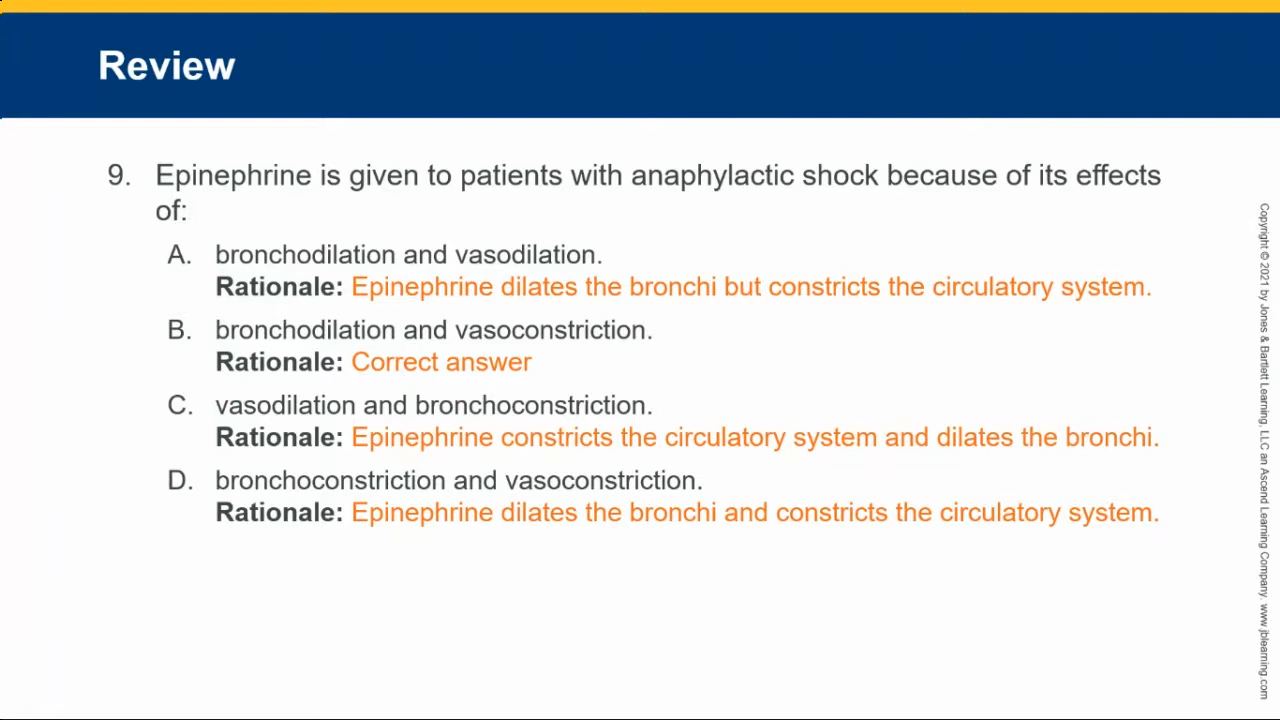 Review
9. Epinephrine is given to patients with anaphylactic shock because of its effects
of:
A. bronchodilation and vasodilation.
Rationale: Epinephrine dilates the bronchi but constricts the circulatory system.
B. bronchodilation and vasoconstriction.
Rationale: Correct answer
C. vasodilation and bronchoconstriction.
Rationale: Epinephrine constricts the circulatory system and dilates the bronchi.
D. bronchoconstriction and vasoconstriction.
Rationale: Epinephrine dilates the bronchi and constricts the circulatory system.
Copyright © 2021 by Jones & Bartlett Learning, LLC an Ascend Learning Company. www.jblearning.com